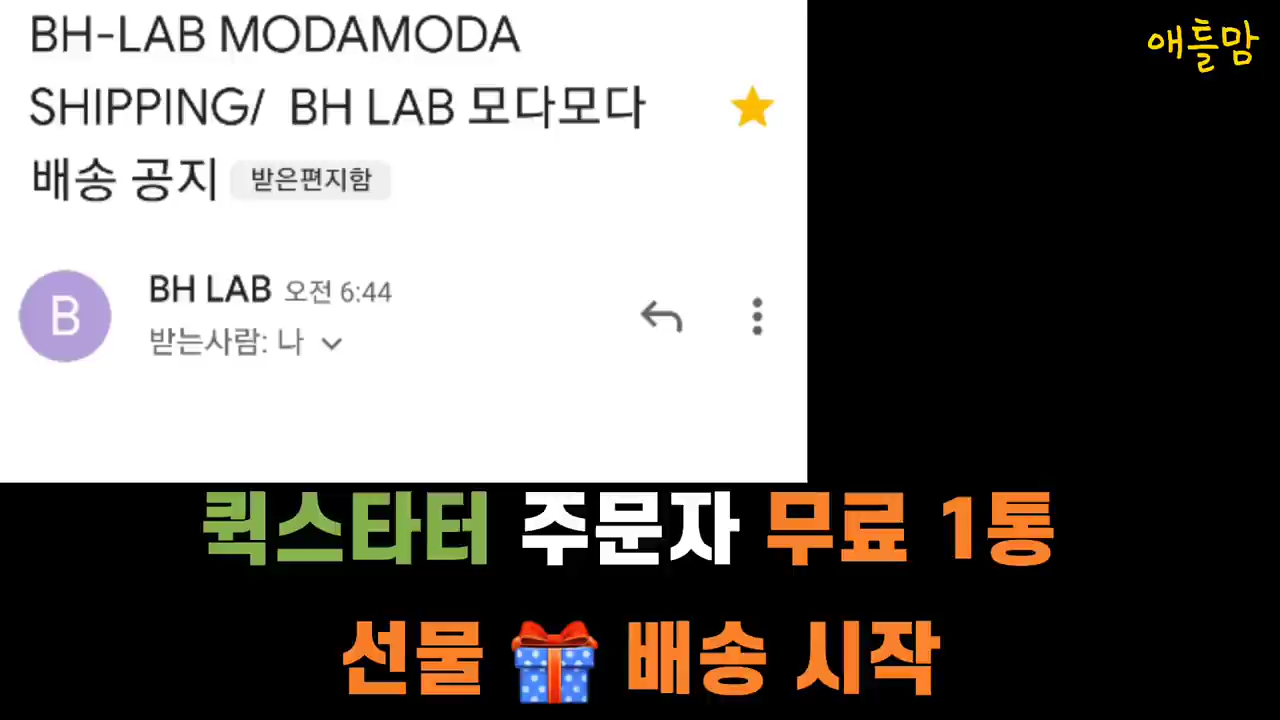 BH-LAB MODAMODA
애틀맘
SHIPPING/ BH LAB 모다모다
배송 공지 받은편지함
B
BH LAB 오전 6:44
받는사람: 나
퀵스타터 주문자 무료 1통
선물 🎁 배송 시작